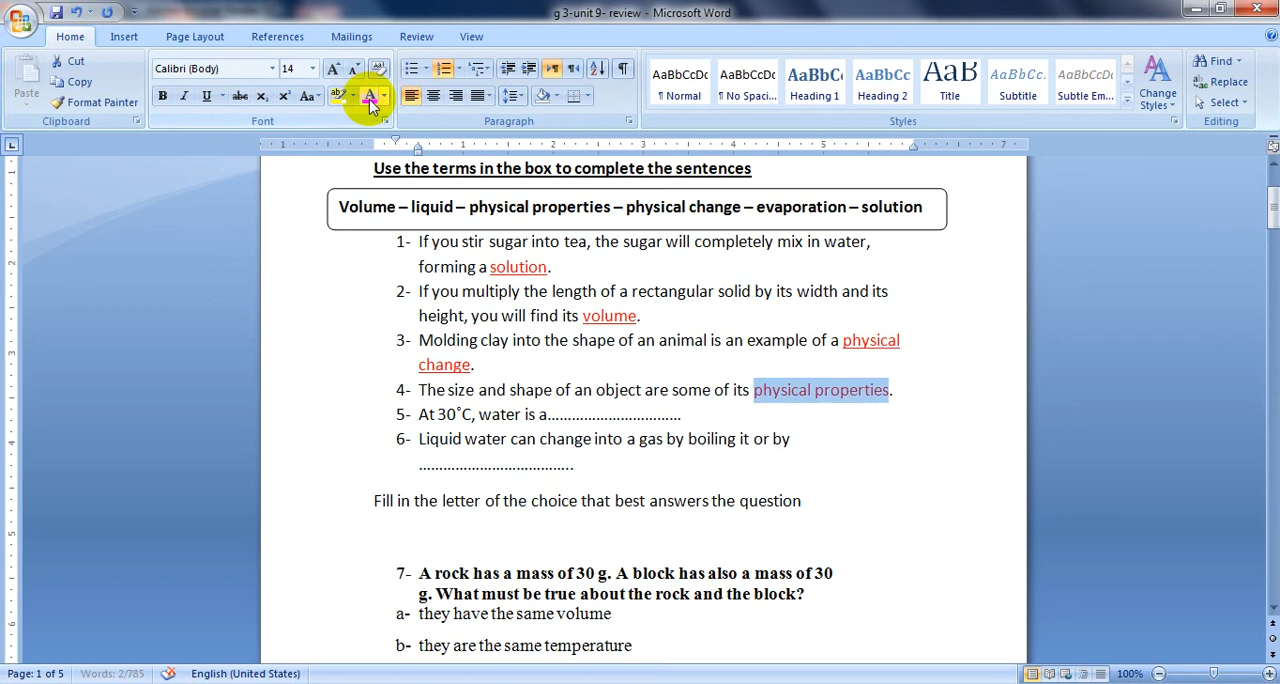 g 3-unit 9- review - Microsoft Word
Home Insert Page Layout References Mailings Review View
Paste Cut Copy Format Painter Clipboard
Calibri (Body) 14 Font
Paragraph
AaBbCcDc AaBbCcDc AaBbC( AaBbCc AaB AaBbCc. AaBbCcDc
¶ Normal ¶ No Spaci... Heading 1 Heading 2 Title Subtitle Subtle Em...
Change Styles Styles
Find Replace Select Editing
Use the terms in the box to complete the sentences
Volume – liquid – physical properties – physical change – evaporation – solution
1- If you stir sugar into tea, the sugar will completely mix in water,
forming a solution.
2- If you multiply the length of a rectangular solid by its width and its
height, you will find its volume.
3- Molding clay into the shape of an animal is an example of a physical
change.
4- The size and shape of an object are some of its physical properties.
5- At 30˚C, water is a……………………………
6- Liquid water can change into a gas by boiling it or by
………………………………..
Fill in the letter of the choice that best answers the question
7- A rock has a mass of 30 g. A block has also a mass of 30
g. What must be true about the rock and the block?
a- they have the same volume
b- they are the same temperature
Page: 1 of 5 Words: 2/785 English (United States) 100%